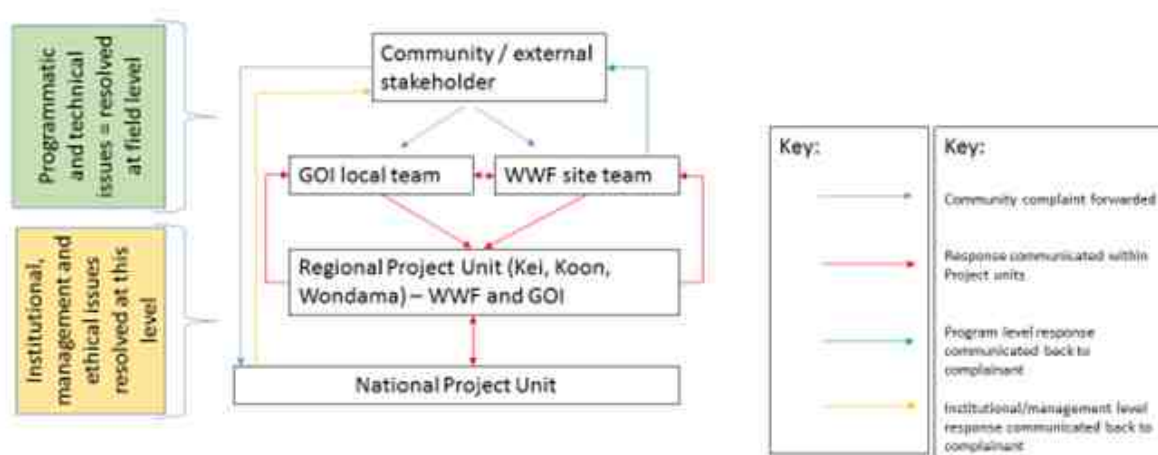 Programmatic
and technical
issues = resolved
at field level
Institutional,
management and
ethical issues
resolved at this
level
Community / external
stakeholder
GOI local team
WWF site team
Regional Project Unit (Kei, Koon,
Wondama) – WWF and GOI
National Project Unit
Key:
Key:
Community complaint forwarded
Response communicated within
Project units
Program level response
communicated back to
complainant
Institutional/management level
response communicated back to
complainant